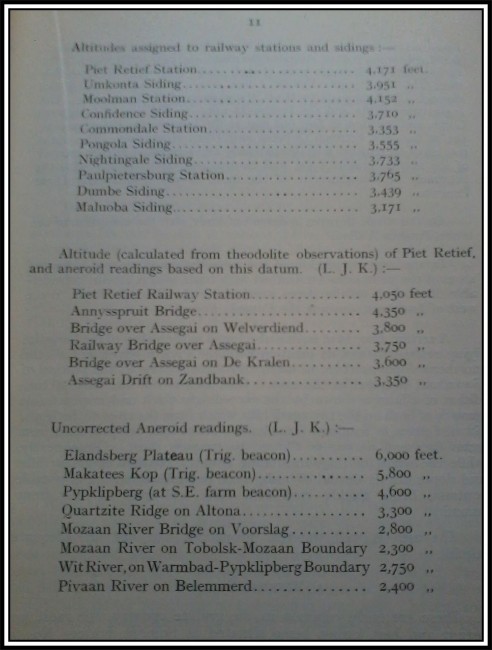 11
Altitudes assigned to railway stations and sidings :—
Piet Retief Station.................... 4,171 feet.
Umkonta Siding........................ 3,951 ,,
Moolman Station....................... 4,152 ,,
Confidence Siding...................... 3,710 ,,
Commondale Station................... 3,353 ,,
Pongola Siding......................... 3,555 ,,
Nightingale Siding..................... 3,733 ,,
Paulpietersburg Station................. 3,765 ,,
Dumbe Siding.......................... 3,439 ,,
Maluoba Siding......................... 3,171 ,,
Altitude (calculated from theodolite observations) of Piet Retief,
and aneroid readings based on this datum. (L. J. K.) :—
Piet Retief Railway Station............... 4,050 feet
Annysspruit Bridge...................... 4,350 ,,
Bridge over Assegai on Welverdiend....... 3,800 ,,
Railway Bridge over Assegai.............. 3,750 ,,
Bridge over Assegai on De Kralen......... 3,600 ,,
Assegai Drift on Zandbank............... 3,350 ,,
Uncorrected Aneroid readings. (L. J. K.) :—
Elandsberg Plateau (Trig. beacon).......... 6,000 feet.
Makatees Kop (Trig. beacon).............. 5,800 ,,
Pypklipberg (at S.E. farm beacon).......... 4,600 ,,
Quartzite Ridge on Altona................ 3,300 ,,
Mozaan River Bridge on Voorslag.......... 2,800 ,,
Mozaan River on Tobolsk-Mozaan Boundary 2,300 ,,
Wit River, on Warmbad-Pypklipberg Boundary 2,750 ,,
Pivaan River on Belemmerd............... 2,400 ,,